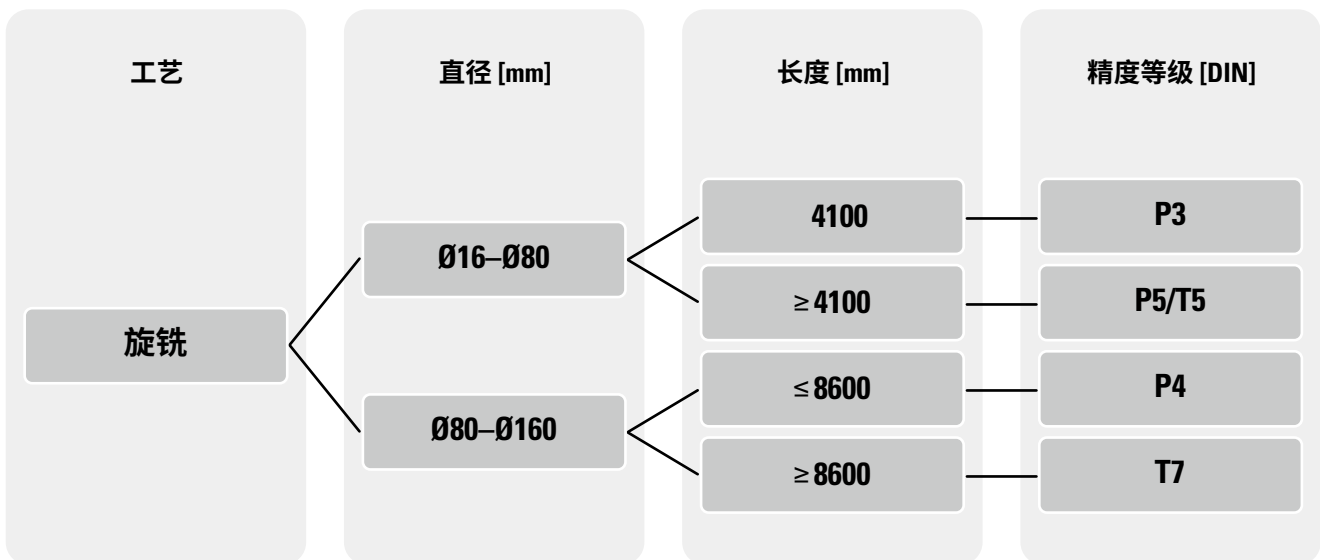 工艺
直径 [mm]
长度 [mm]
精度等级 [DIN]
旋铣
Ø16–Ø80
Ø80–Ø160
4100
≥ 4100
≤ 8600
≥ 8600
P3
P5/T5
P4
T7